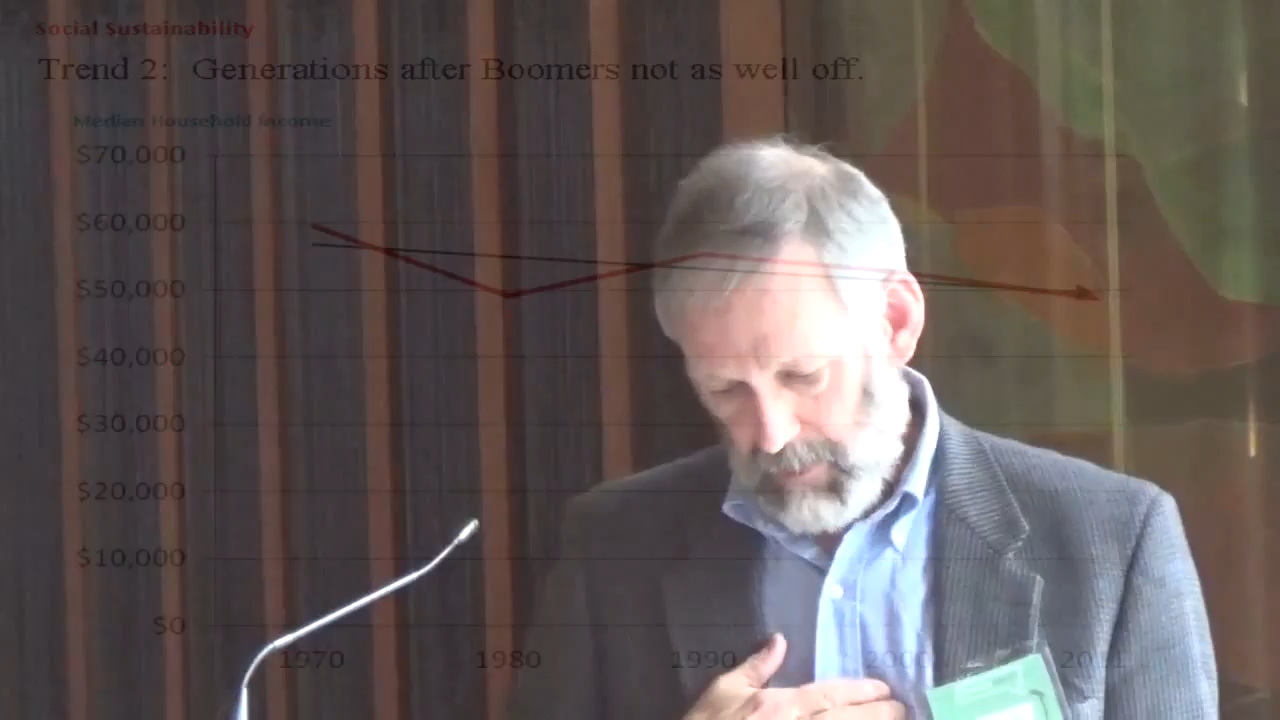 Social Sustainability
Trend 2: Generations after Boomers not as well off.
Median Household Income
$70,000
$60,000
$50,000
$40,000
$30,000
$20,000
$10,000
$0
1970 1980 1990 2000